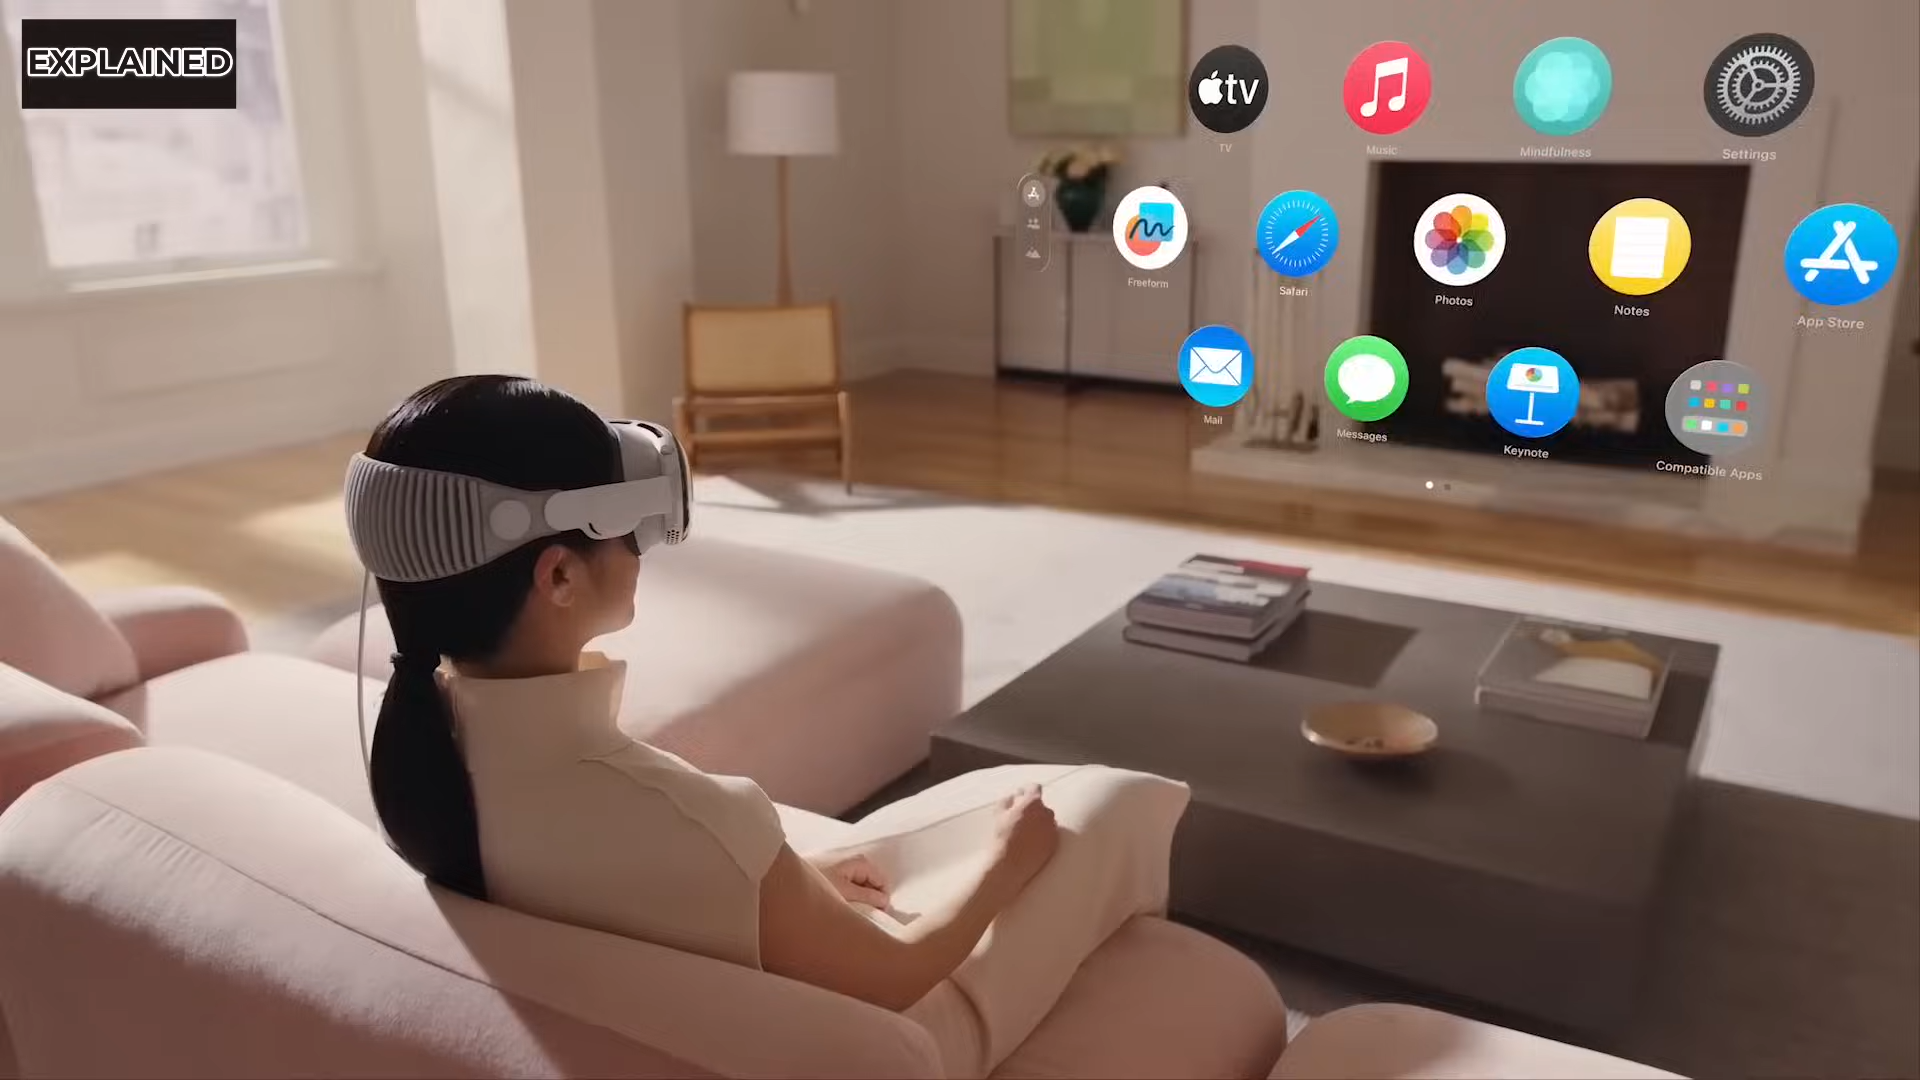 EXPLAINED
tv
TV
Music
Mindfulness
Settings
Freeform
Safari
Photos
Notes
App Store
Mail
Messages
Keynote
Compatible Apps